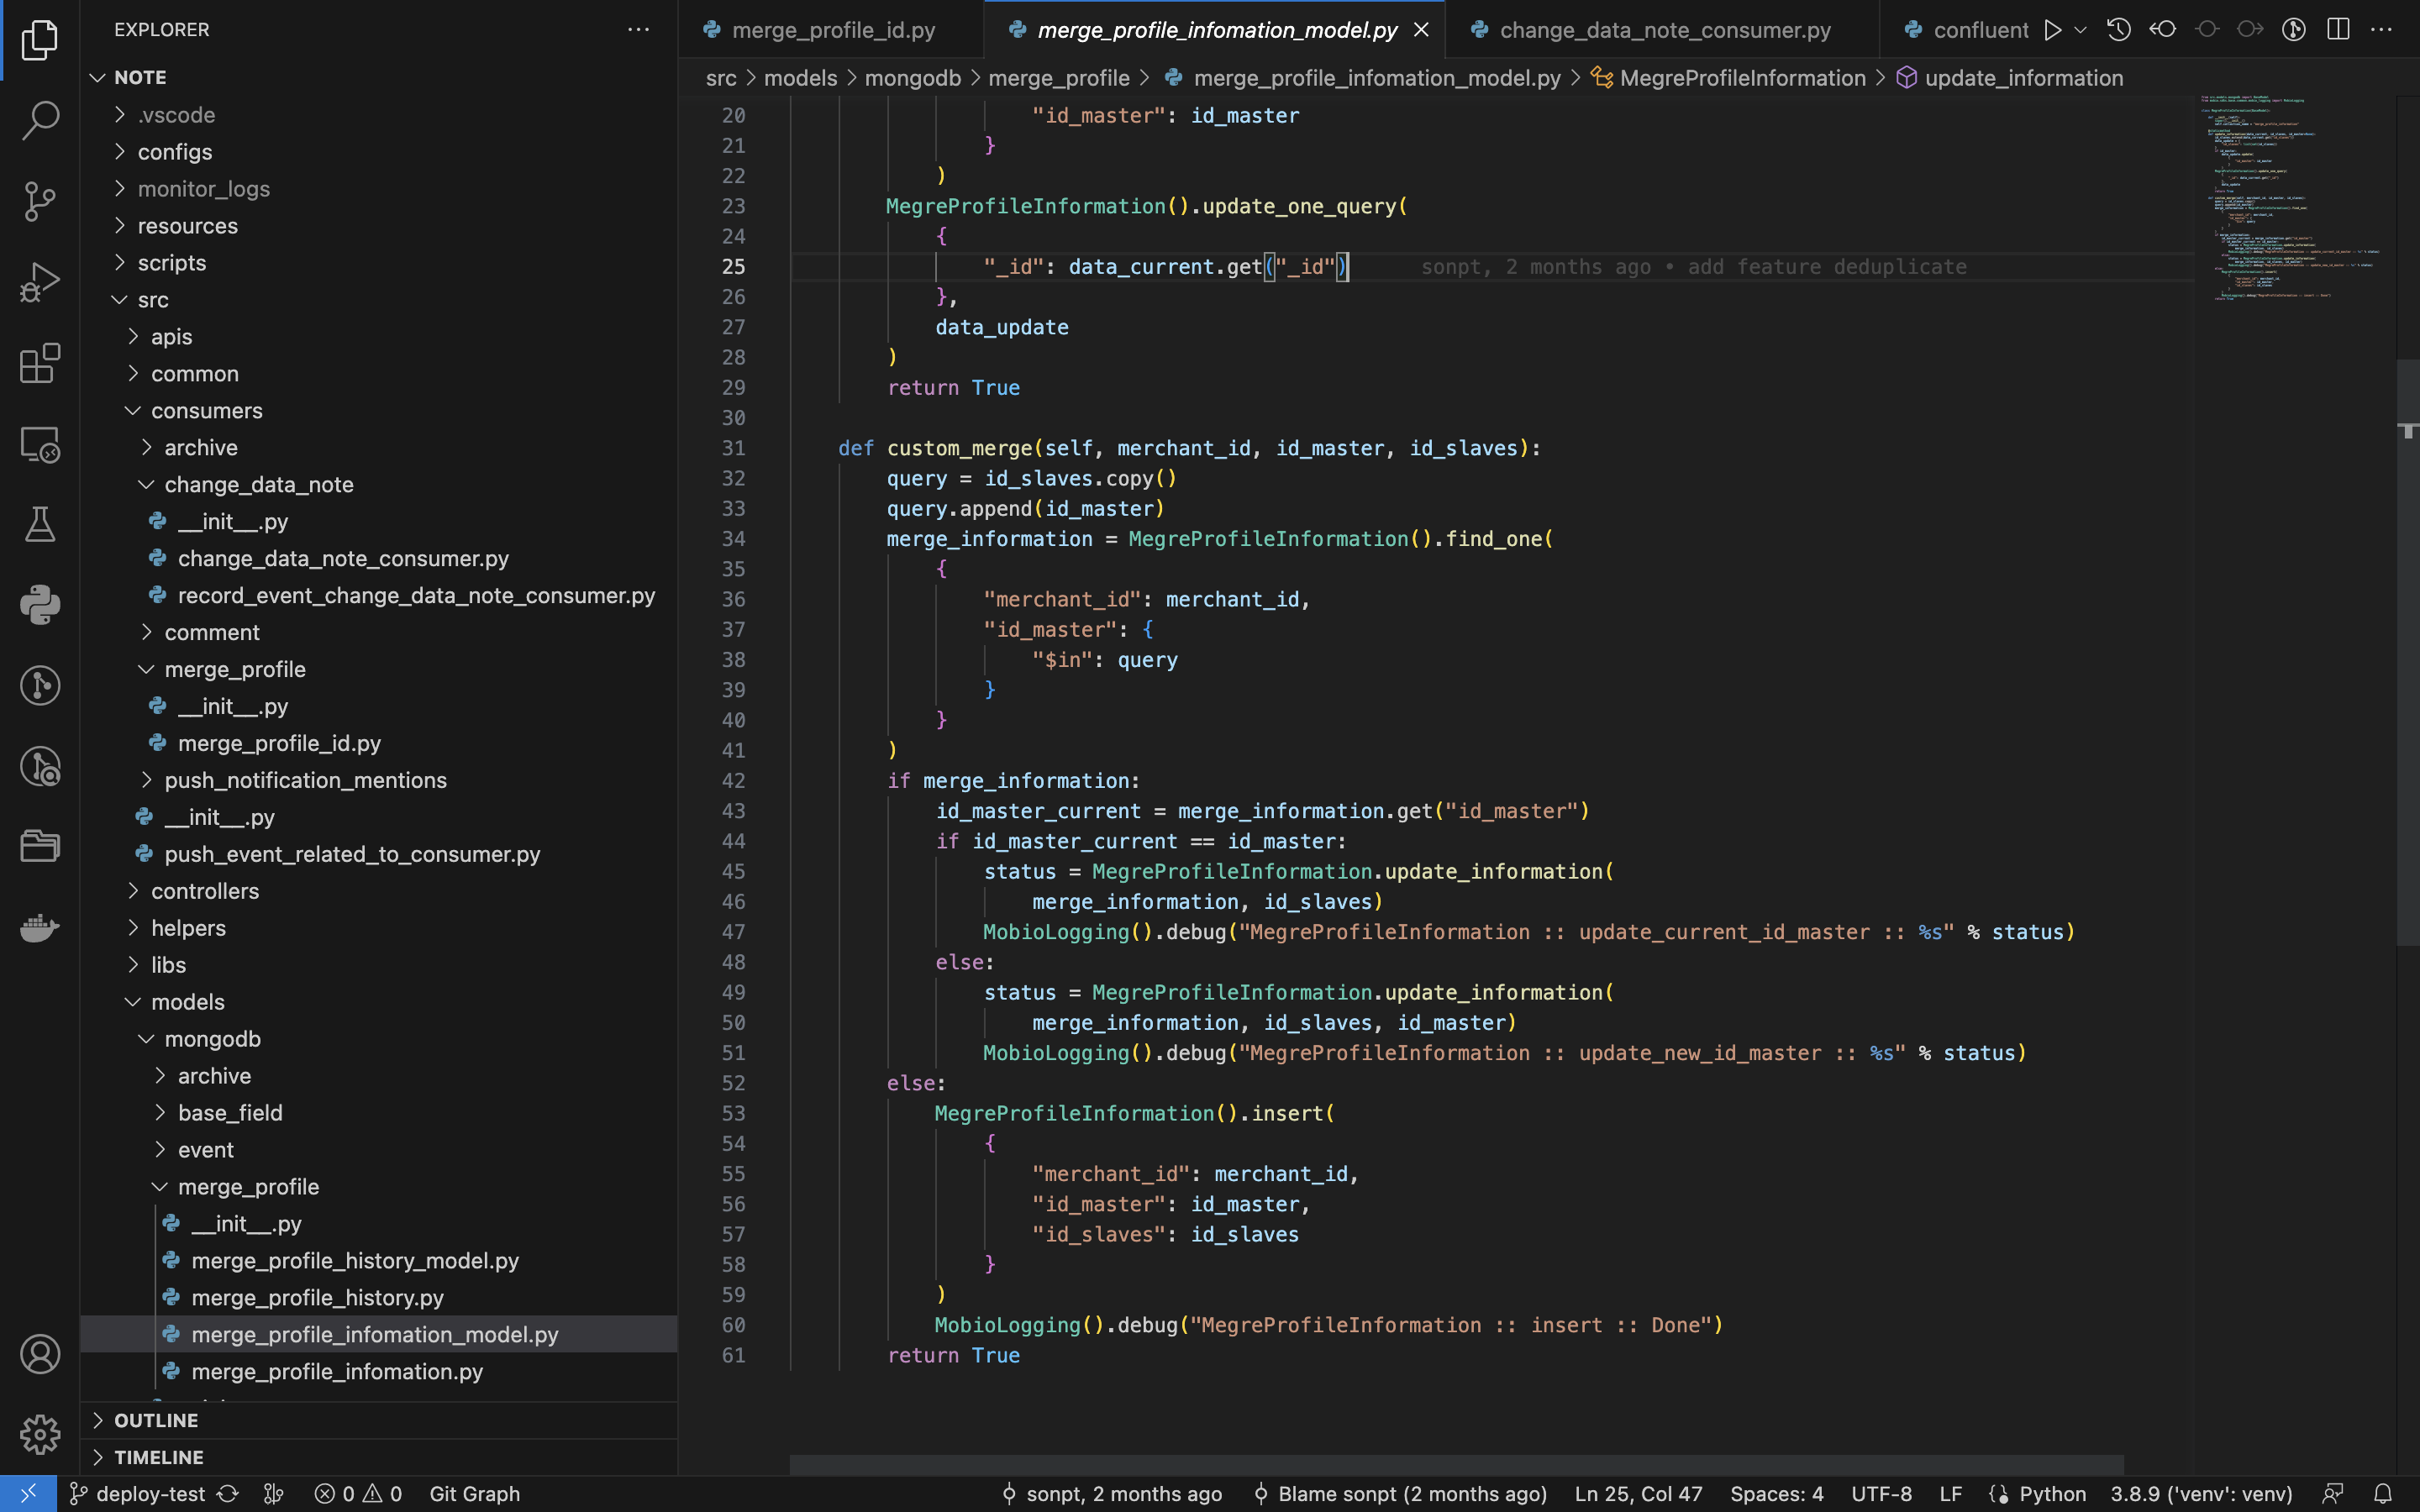 EXPLORER
NOTE
.vscode
configs
monitor_logs
resources
scripts
src
apis
common
consumers
archive
change_data_note
__init__.py
change_data_note_consumer.py
record_event_change_data_note_consumer.py
comment
merge_profile
__init__.py
merge_profile_id.py
push_notification_mentions
__init__.py
push_event_related_to_consumer.py
controllers
helpers
libs
models
mongodb
archive
base_field
event
merge_profile
__init__.py
merge_profile_history_model.py
merge_profile_history.py
merge_profile_infomation_model.py
merge_profile_infomation.py
OUTLINE
TIMELINE
merge_profile_id.py
merge_profile_infomation_model.py
change_data_note_consumer.py
confluent
src > models > mongodb > merge_profile > merge_profile_infomation_model.py > MegreProfileInformation > update_information
20 "id_master": id_master
21 }
22 )
23 MegreProfileInformation().update_one_query(
24 {
25 "_id": data_current.get("_id") sonpt, 2 months ago • add feature deduplicate
26 },
27 data_update
28 )
29 return True
30
31 def custom_merge(self, merchant_id, id_master, id_slaves):
32 query = id_slaves.copy()
33 query.append(id_master)
34 merge_information = MegreProfileInformation().find_one(
35 {
36 "merchant_id": merchant_id,
37 "id_master": {
38 "$in": query
39 }
40 }
41 )
42 if merge_information:
43 id_master_current = merge_information.get("id_master")
44 if id_master_current == id_master:
45 status = MegreProfileInformation.update_information(
46 merge_information, id_slaves)
47 MobioLogging().debug("MegreProfileInformation :: update_current_id_master :: %s" % status)
48 else:
49 status = MegreProfileInformation.update_information(
50 merge_information, id_slaves, id_master)
51 MobioLogging().debug("MegreProfileInformation :: update_new_id_master :: %s" % status)
52 else:
53 MegreProfileInformation().insert(
54 {
55 "merchant_id": merchant_id,
56 "id_master": id_master,
57 "id_slaves": id_slaves
58 }
59 )
60 MobioLogging().debug("MegreProfileInformation :: insert :: Done")
61 return True
deploy-test 0 0 Git Graph sonpt, 2 months ago Blame sonpt (2 months ago) Ln 25, Col 47 Spaces: 4 UTF-8 LF Python 3.8.9 ('venv': venv)